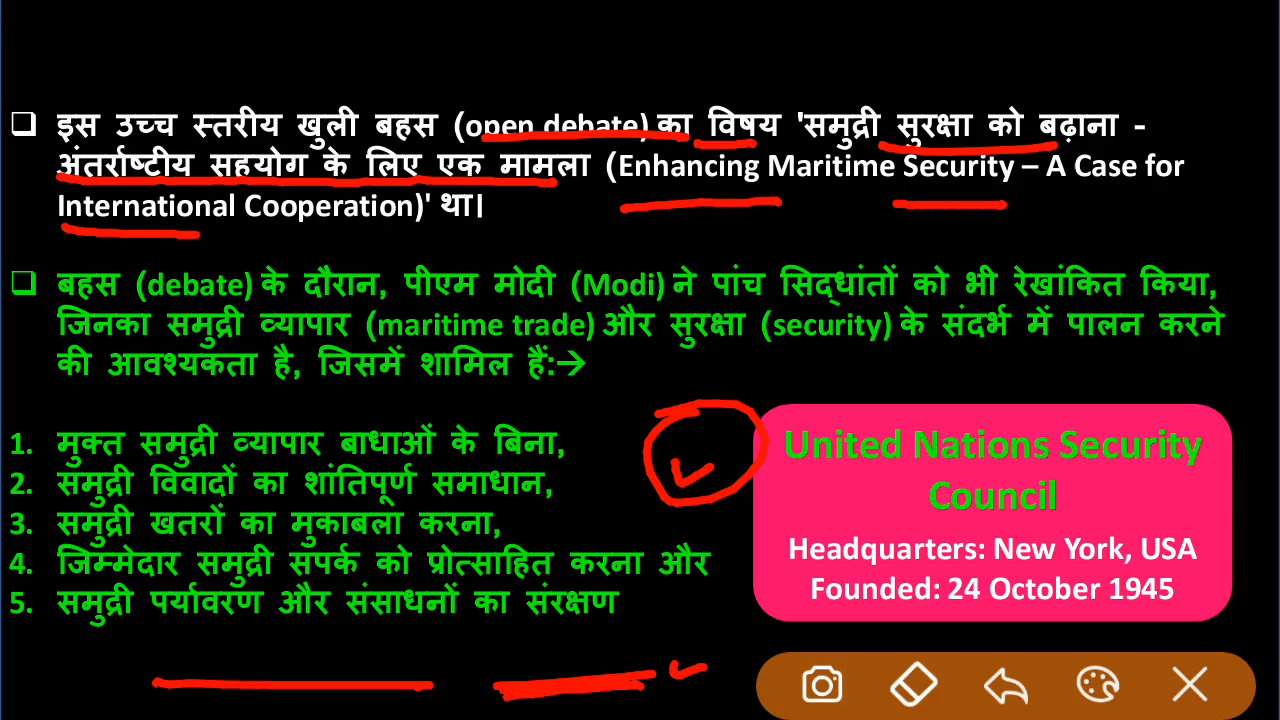 इस उच्च स्तरीय खुली बहस (open debate) का विषय 'समुद्री सुरक्षा को बढ़ाना -
अंतर्राष्टीय सहयोग के लिए एक मामला (Enhancing Maritime Security – A Case for
International Cooperation)' था।
बहस (debate) के दौरान, पीएम मोदी (Modi) ने पांच सिद्धांतों को भी रेखांकित किया,
जिनका समुद्री व्यापार (maritime trade) और सुरक्षा (security) के संदर्भ में पालन करने
की आवश्यकता है, जिसमें शामिल हैं:→
1. मुक्त समुद्री व्यापार बाधाओं के बिना,
2. समुद्री विवादों का शांतिपूर्ण समाधान,
3. समुद्री खतरों का मुकाबला करना,
4. जिम्मेदार समुद्री संपर्क को प्रोत्साहित करना और
5. समुद्री पर्यावरण और संसाधनों का संरक्षण
United Nations Security
Council
Headquarters: New York, USA
Founded: 24 October 1945